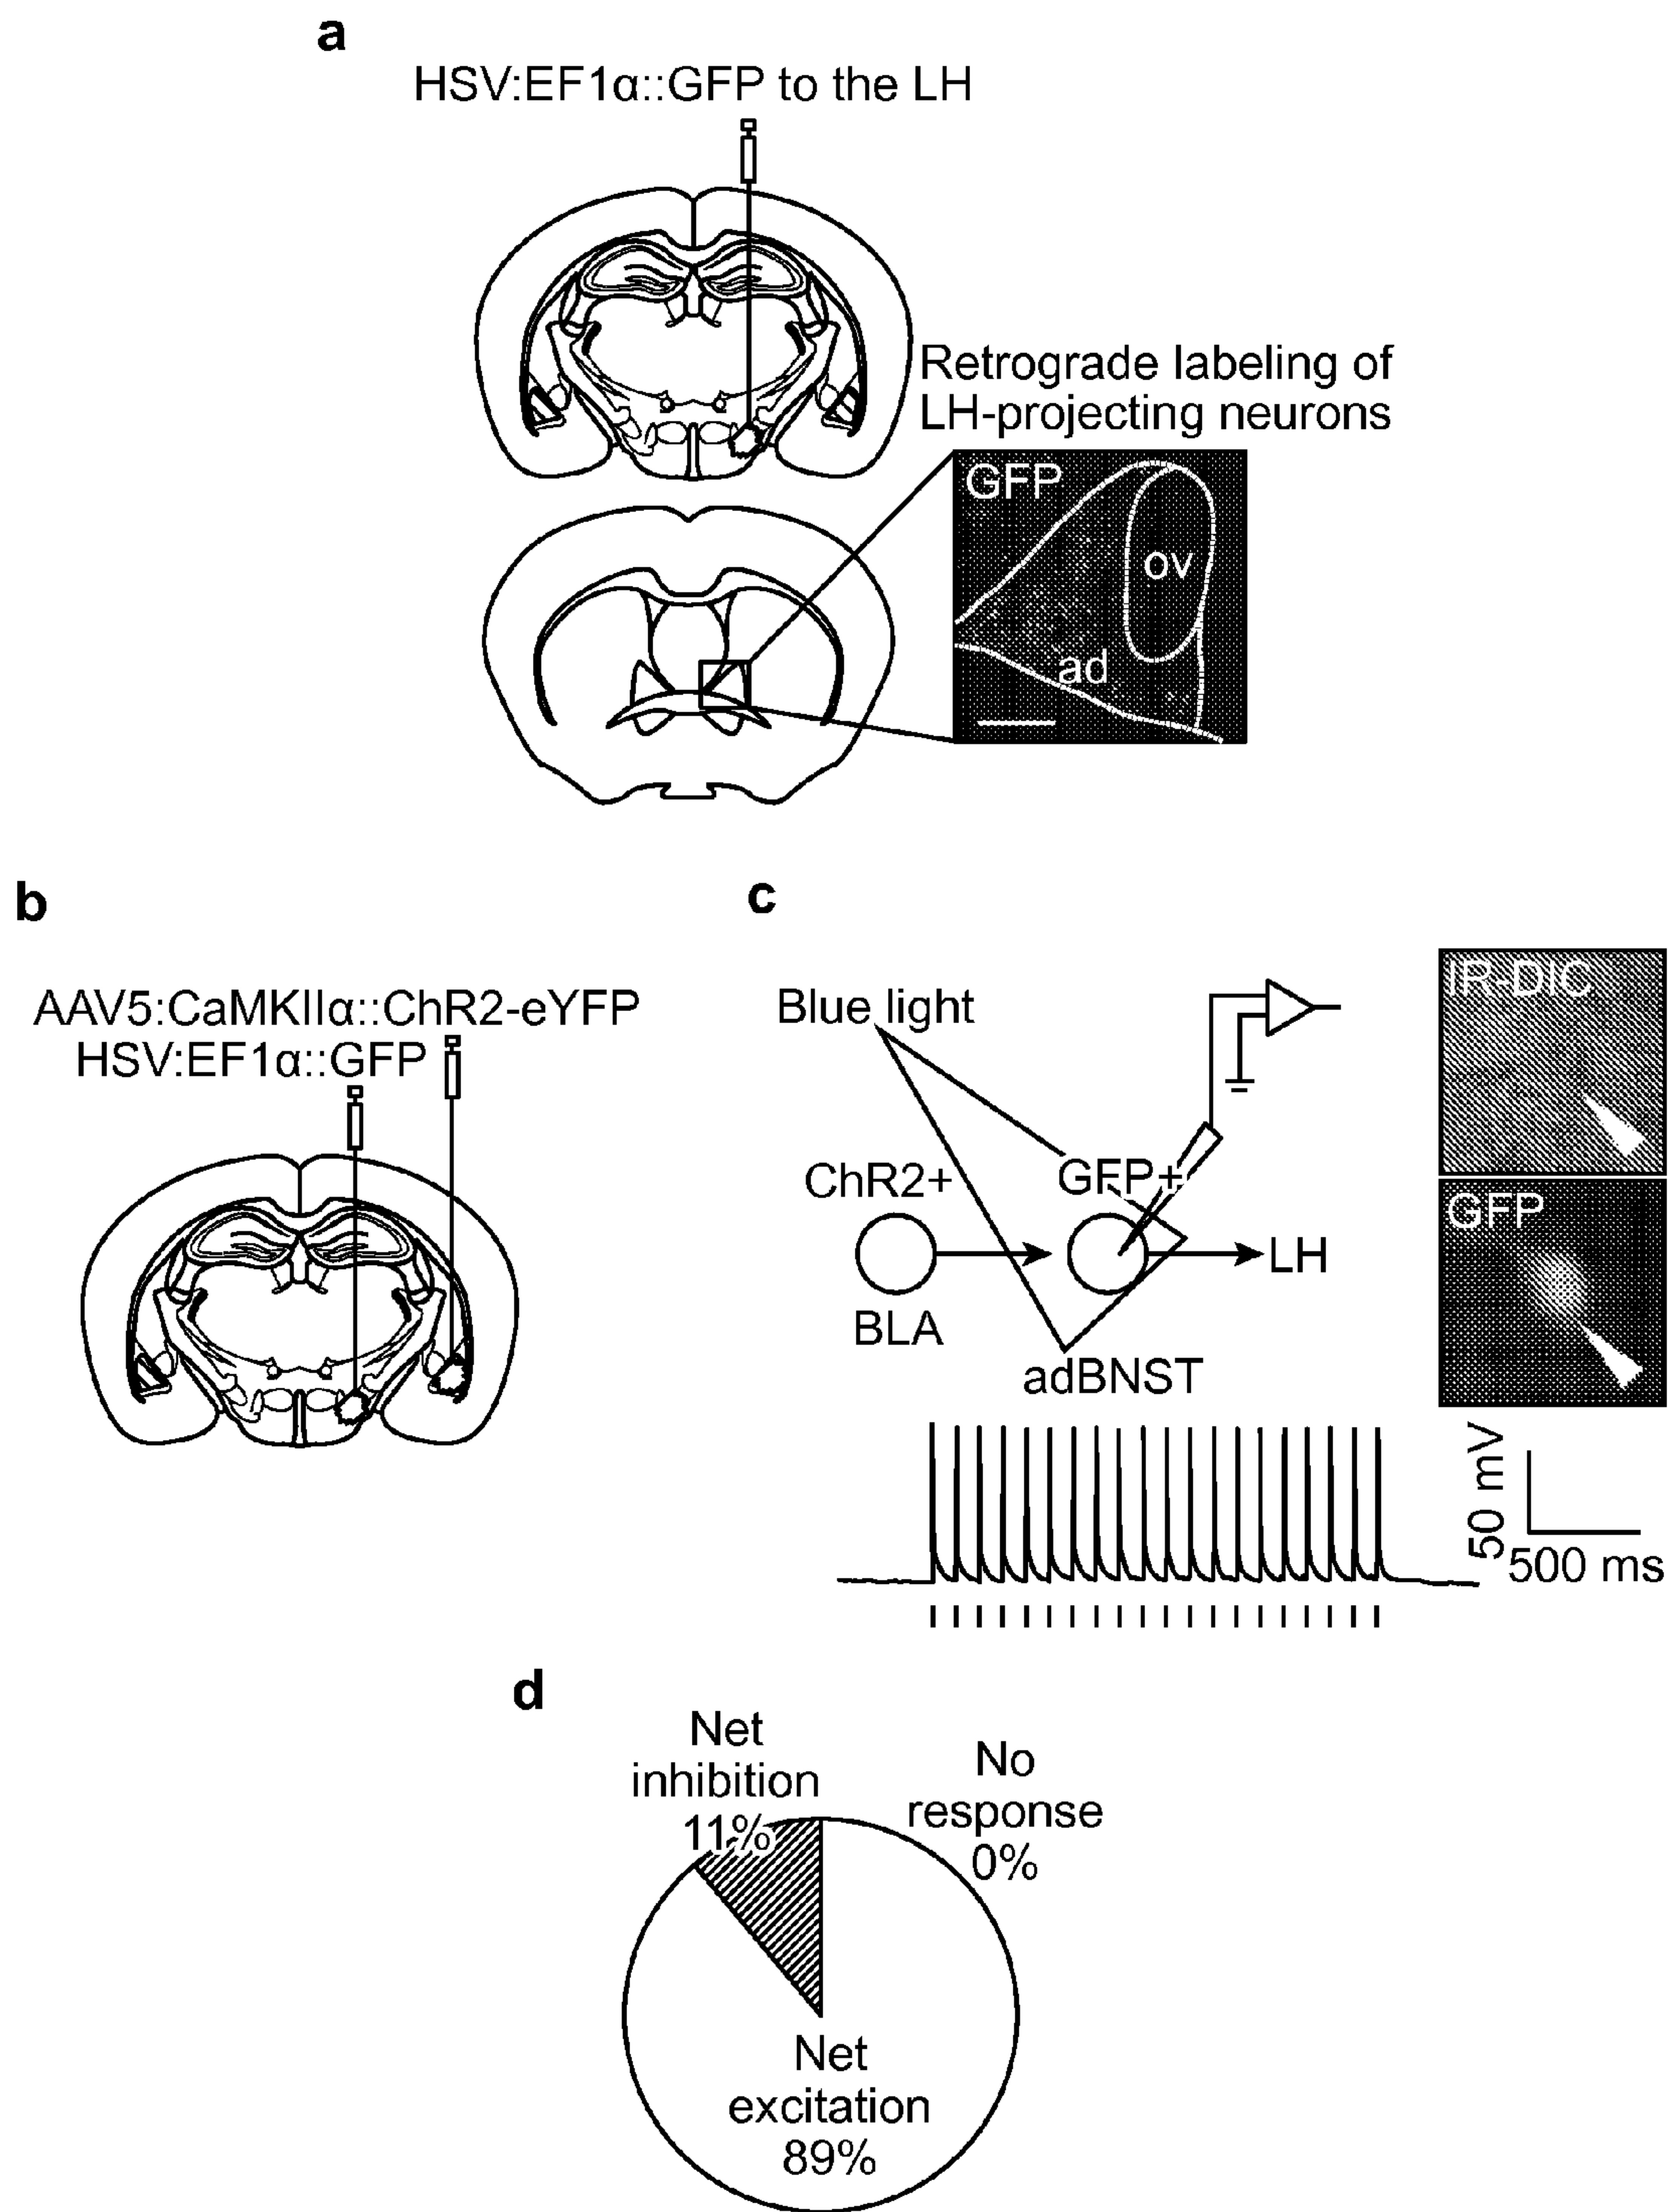 a
HSV:EF1α::GFP to the LH
Retrograde labeling of
LH-projecting neurons
GFP
ov
ad
b
AAV5:CaMKIIα::ChR2-eYFP
HSV:EF1α::GFP
c
Blue light
ChR2+
GFP+
LH
BLA
adBNST
IR-DIC
GFP
50 mV
500 ms
d
Net
inhibition
11%
No
response
0%
Net
excitation
89%